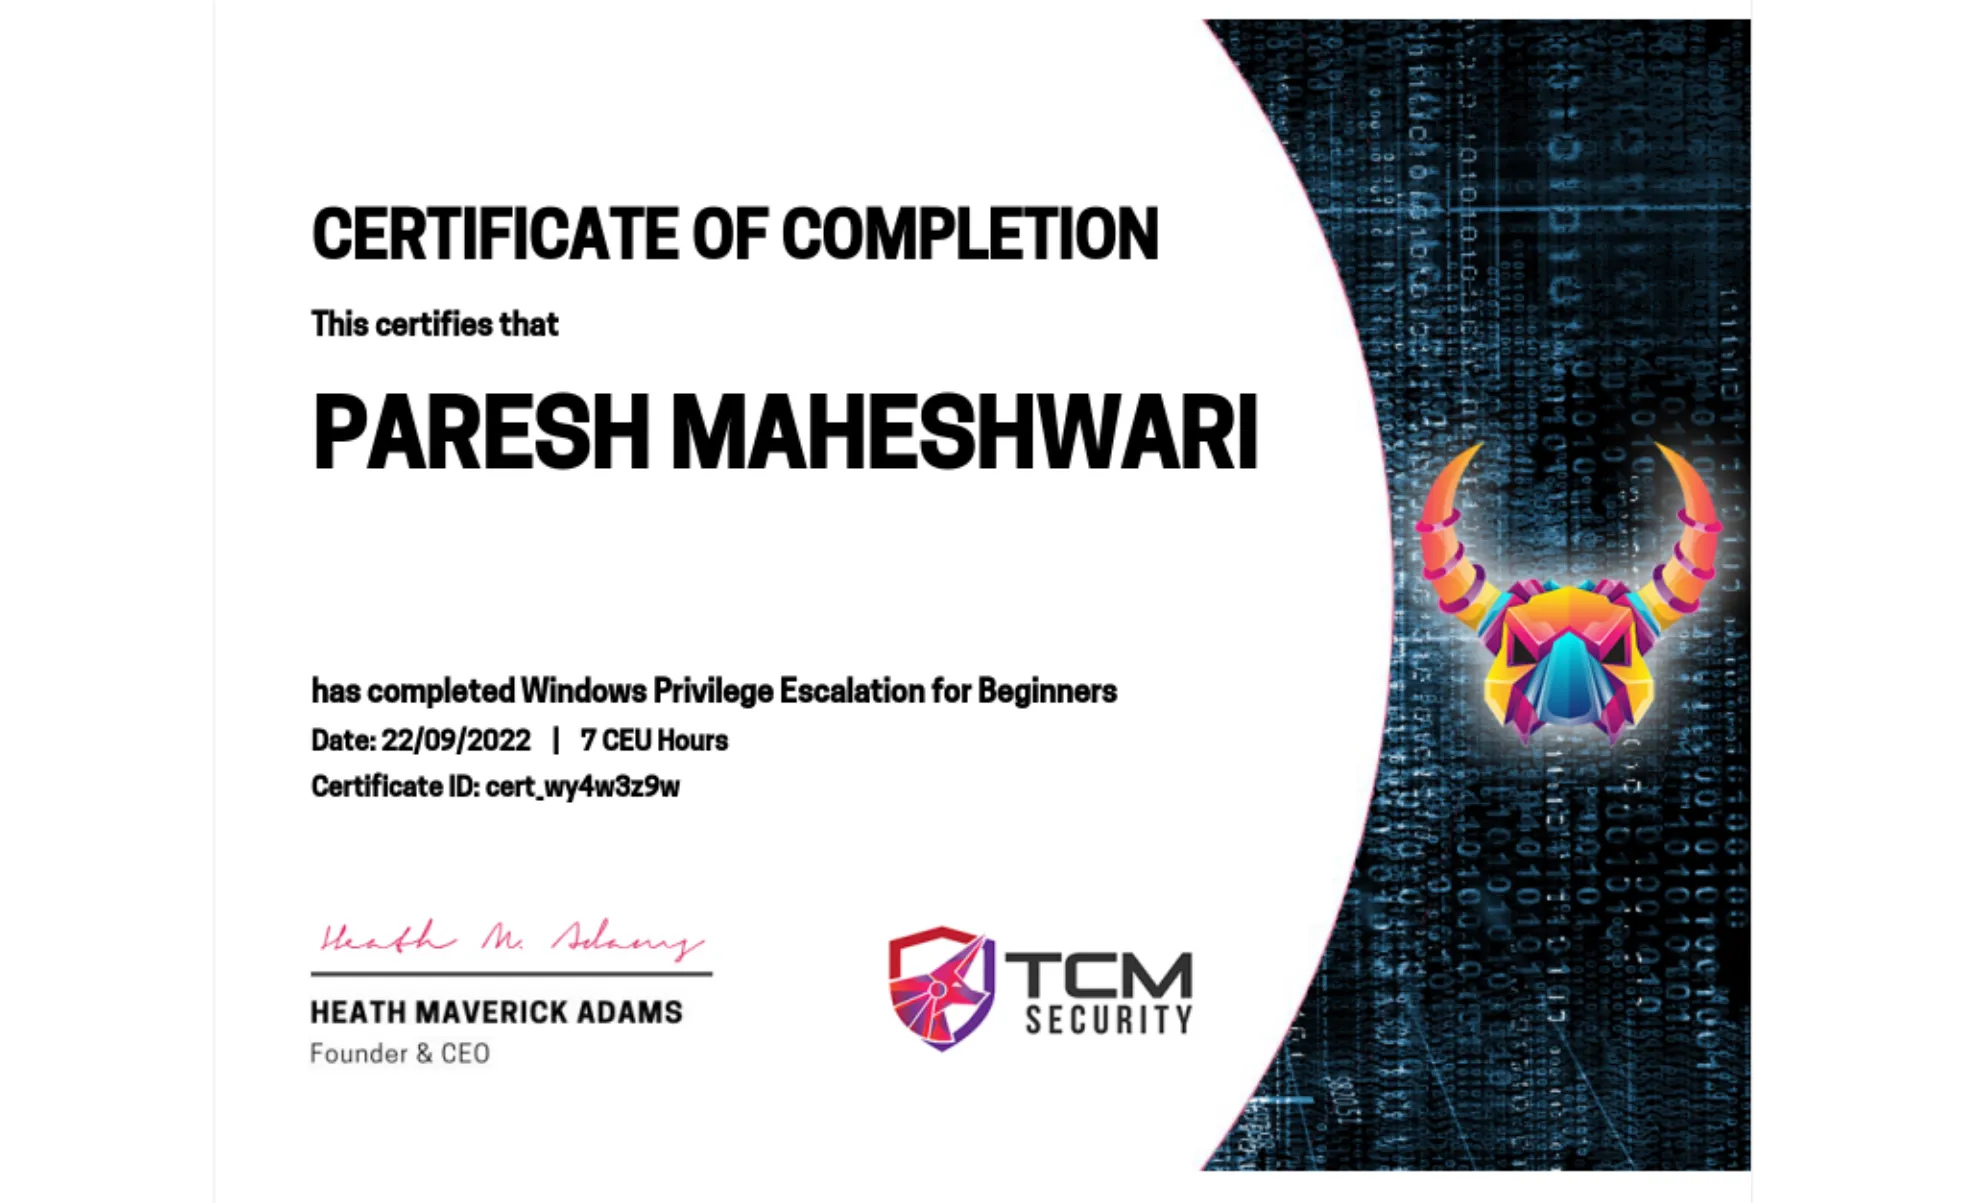 CERTIFICATE OF COMPLETION
This certifies that
PARESH MAHESHWARI
has completed Windows Privilege Escalation for Beginners
Date: 22/09/2022 | 7 CEU Hours
Certificate ID: cert_wy4w3z9w
Heath M. Adams
HEATH MAVERICK ADAMS
Founder & CEO
TCM
SECURITY